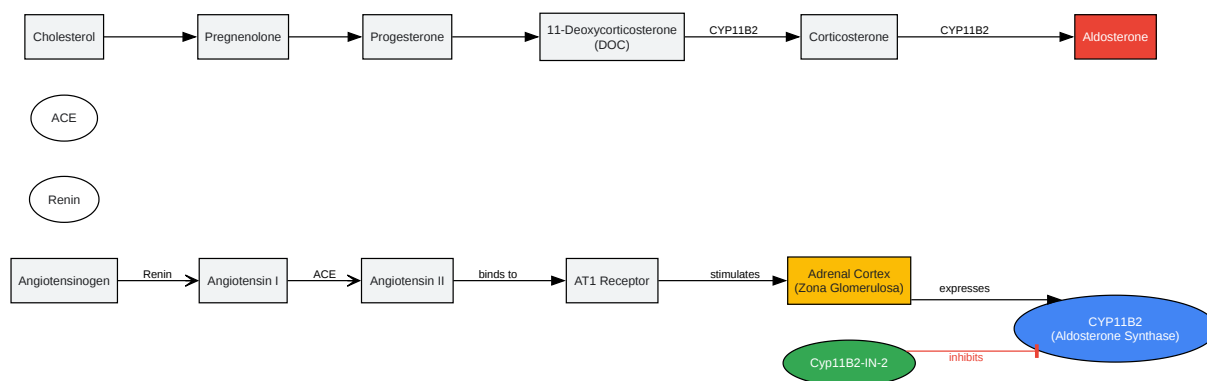 Cholesterol
Pregnenolone
Progesterone
11-Deoxycorticosterone
(DOC)
CYP11B2
Corticosterone
CYP11B2
Aldosterone
ACE
Renin
Angiotensinogen
Renin
Angiotensin I
ACE
Angiotensin II
binds to
AT1 Receptor
stimulates
Adrenal Cortex
(Zona Glomerulosa)
expresses
CYP11B2
(Aldosterone Synthase)
Cyp11B2-IN-2
inhibits